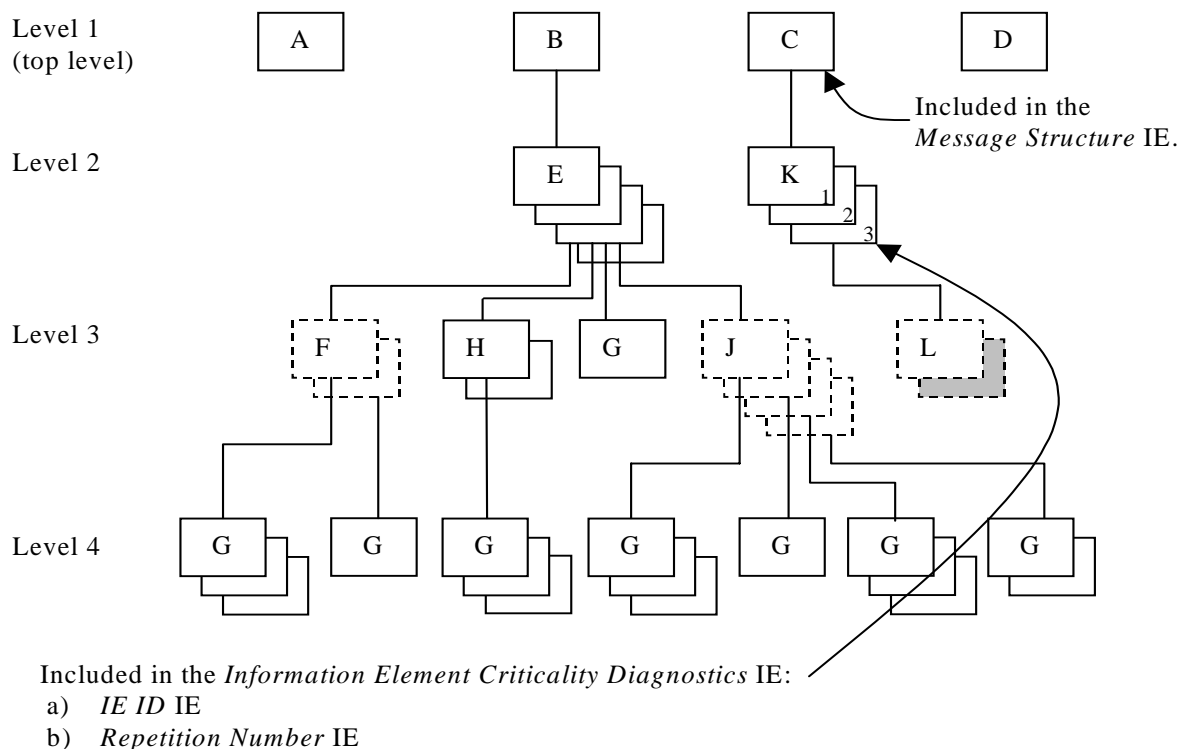 Level 1
(top level)
A
B
C
D
Included in the
Message Structure IE.
Level 2
E
K
1
2
3
Level 3
F
H
G
J
L
Level 4
G
G
G
G
G
G
G
Included in the Information Element Criticality Diagnostics IE:
a) IE ID IE
b) Repetition Number IE